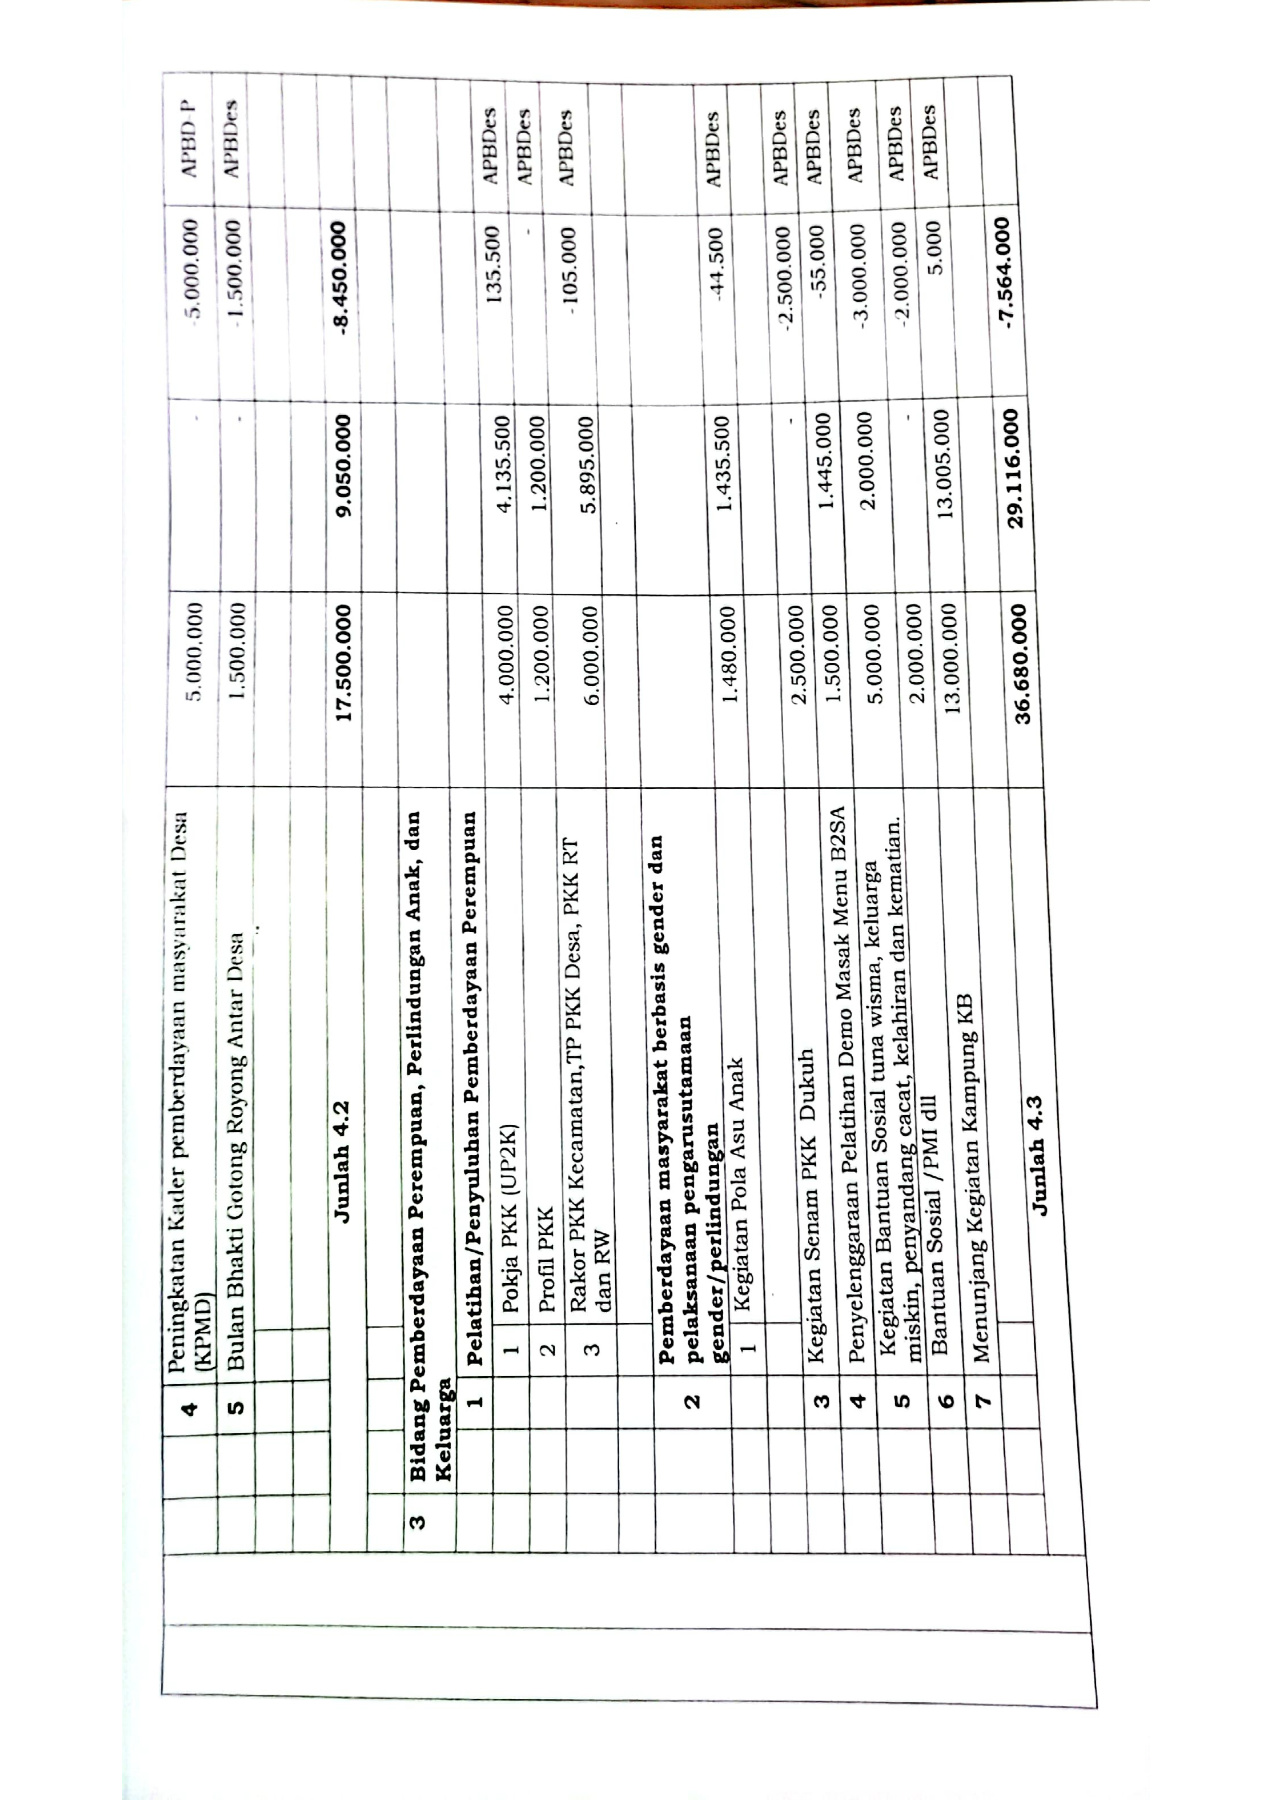 4 Peningkatan Kader pemberdayaan masyarakat Desa 5.000.000 - -5.000.000 APBD-P
(KPMD)
5 Bulan Bhakti Gotong Royong Antar Desa 1.500.000 - -1.500.000 APBDes
Junlah 4.2 17.500.000 9.050.000 -8.450.000
3 Bidang Pemberdayaan Perempuan, Perlindungan Anak, dan
Keluarga
1 Pelatihan/Penyuluhan Pemberdayaan Perempuan
1 Pokja PKK (UP2K) 4.000.000 4.135.500 135.500 APBDes
2 Profil PKK 1.200.000 1.200.000 - APBDes
3 Rakor PKK Kecamatan,TP PKK Desa, PKK RT 6.000.000 5.895.000 -105.000 APBDes
dan RW
Pemberdayaan masyarakat berbasis gender dan
2 pelaksanaan pengarusutamaan
gender/perlindungan
1 Kegiatan Pola Asu Anak 1.480.000 1.435.500 -44.500 APBDes
2.500.000 - -2.500.000 APBDes
3 Kegiatan Senam PKK Dukuh 1.500.000 1.445.000 -55.000 APBDes
4 Penyelenggaraan Pelatihan Demo Masak Menu B2SA 5.000.000 2.000.000 -3.000.000 APBDes
5 Kegiatan Bantuan Sosial tuna wisma, keluarga 2.000.000 - -2.000.000 APBDes
miskin, penyandang cacat, kelahiran dan kematian.
6 Bantuan Sosial /PMI dll 13.000.000 13.005.000 5.000 APBDes
7 Menunjang Kegiatan Kampung KB
Junlah 4.3 36.680.000 29.116.000 -7.564.000